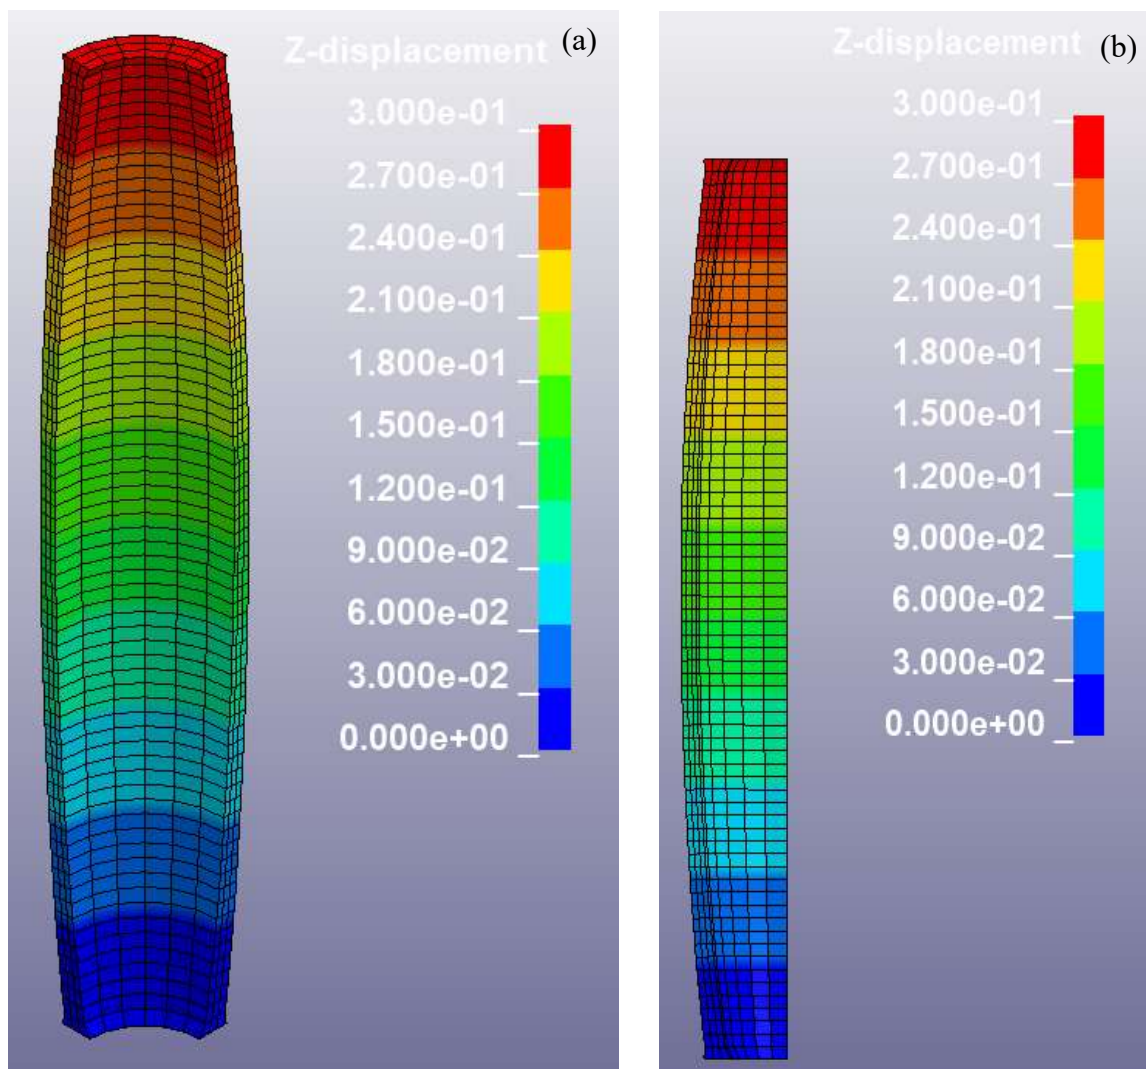 (a)
Z-displacement
3.000e-01
2.700e-01
2.400e-01
2.100e-01
1.800e-01
1.500e-01
1.200e-01
9.000e-02
6.000e-02
3.000e-02
0.000e+00
(b)
Z-displacement
3.000e-01
2.700e-01
2.400e-01
2.100e-01
1.800e-01
1.500e-01
1.200e-01
9.000e-02
6.000e-02
3.000e-02
0.000e+00